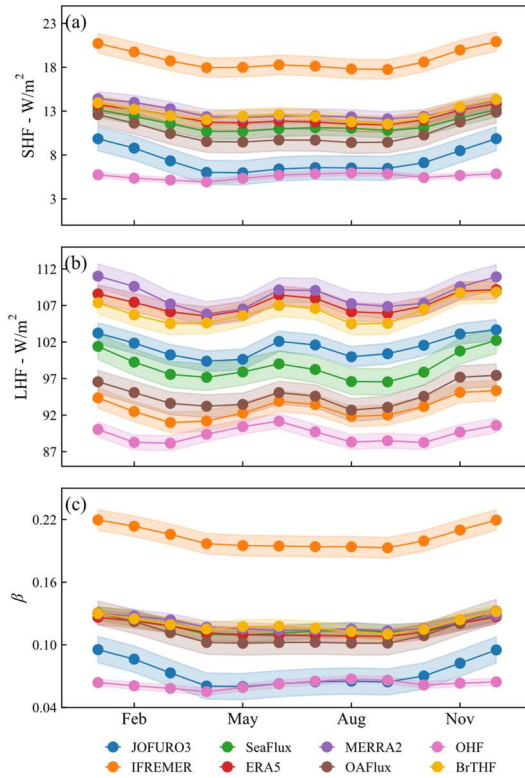 (a)
23
18
13
8
3
SHF - W/m²
(b)
112
107
102
97
92
87
LHF - W/m²
(c)
0.22
0.16
0.10
0.04
β
Feb May Aug Nov
JOFURO3 SeaFlux MERRA2 OHF
IFREMER ERA5 OAFlux BrTHF